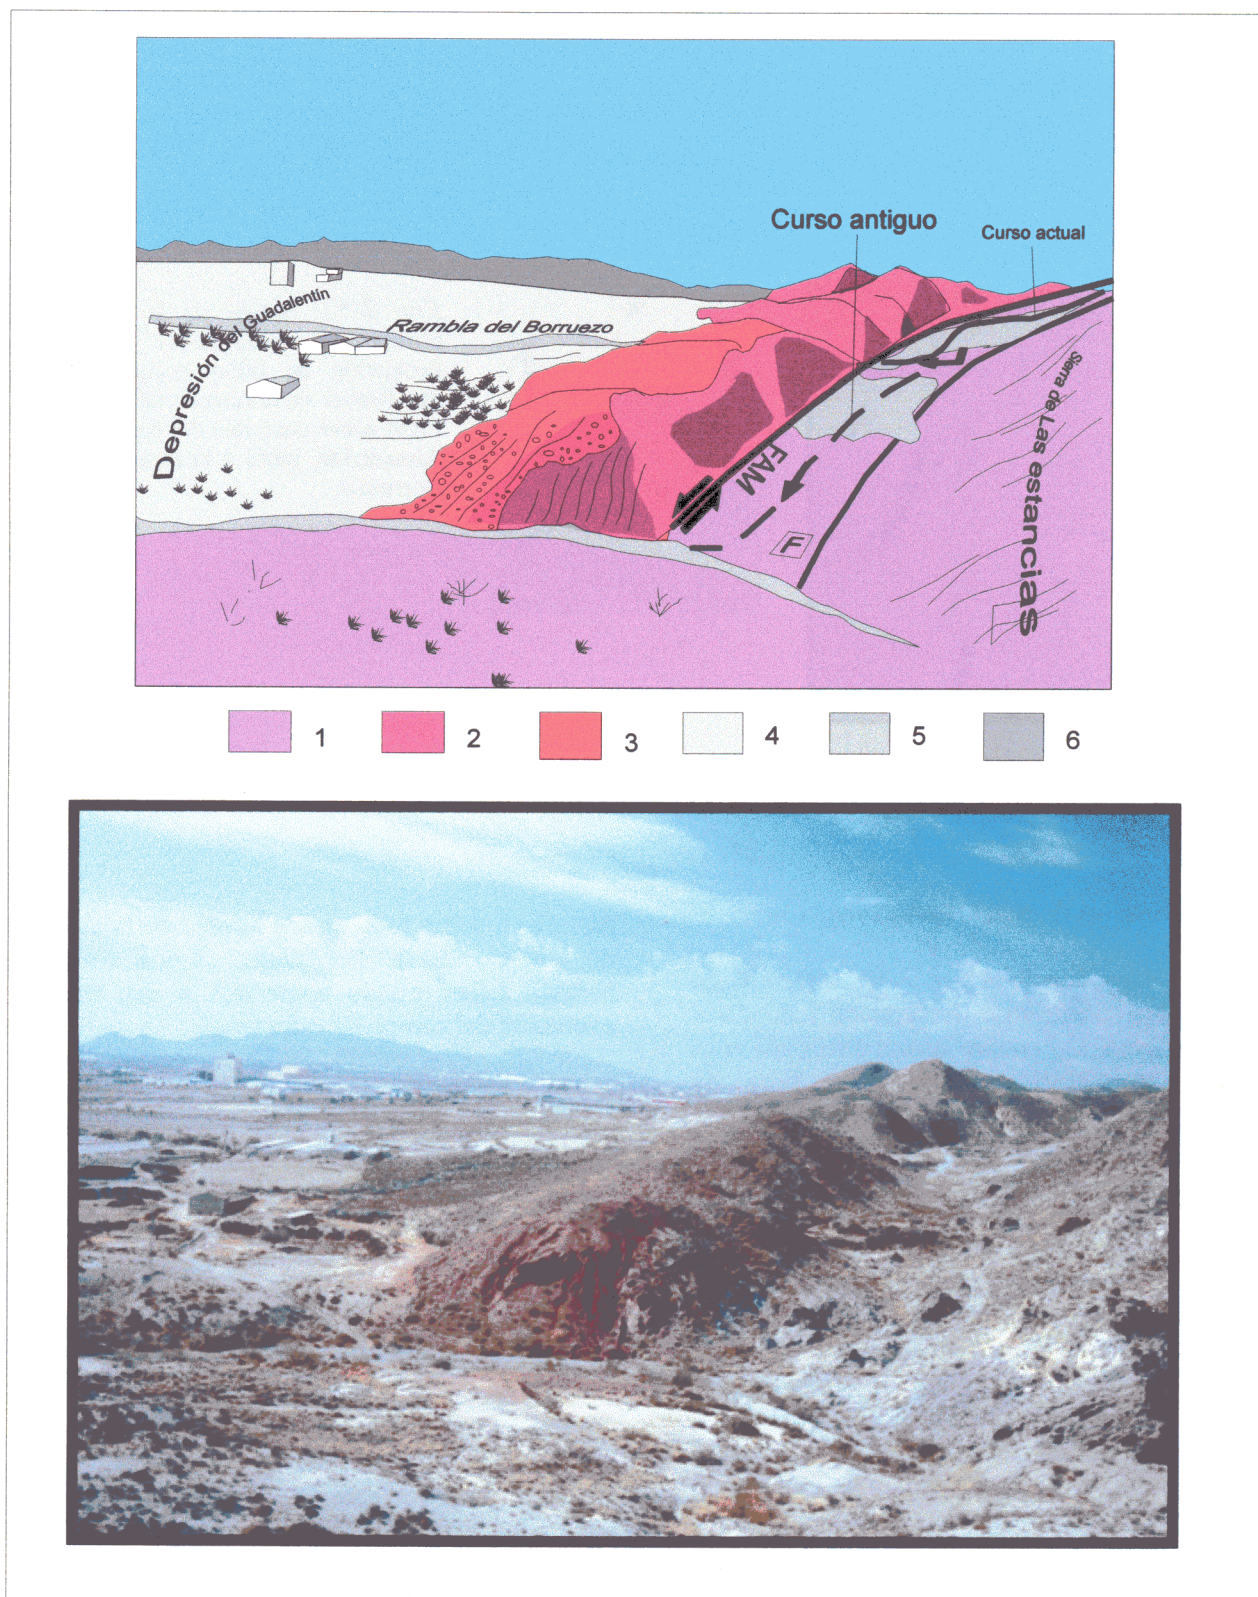 Curso antiguo
Curso actual
Depresión del Guadalentín
Rambla del Borruezo
Sierra de Las estancias
FAM
F
1 2 3 4 5 6